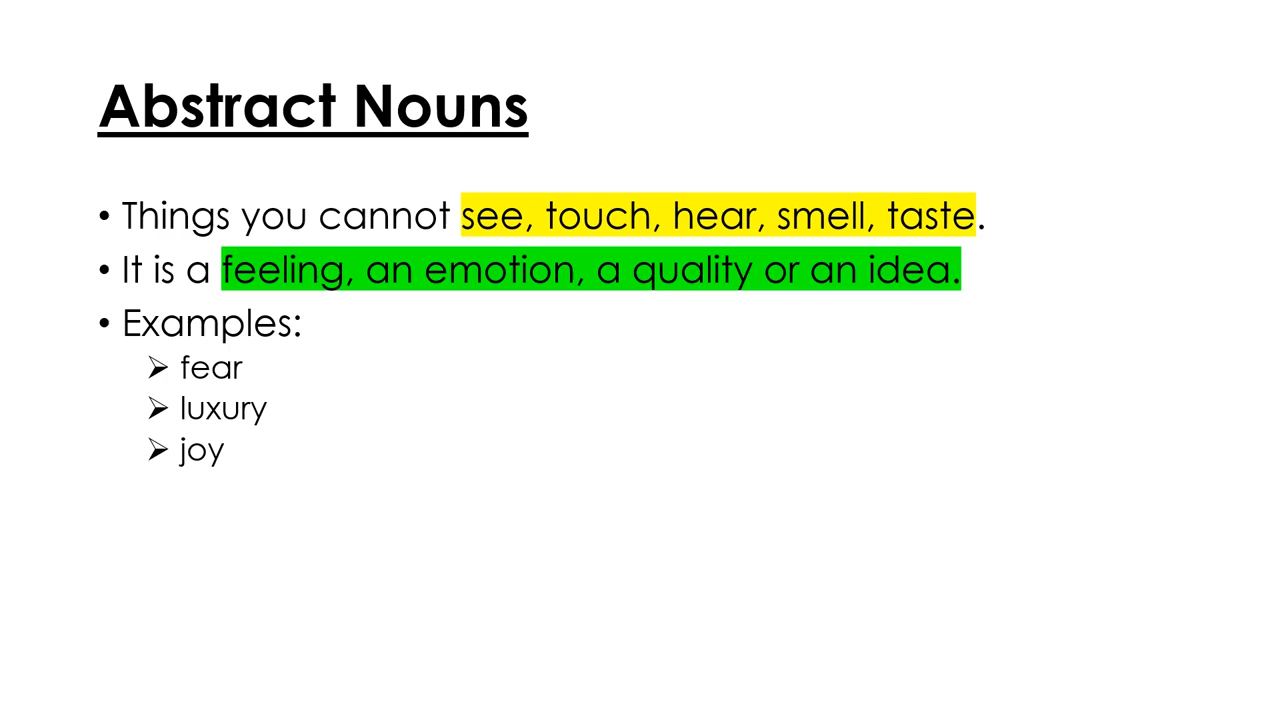 Abstract Nouns
• Things you cannot see, touch, hear, smell, taste.
• It is a feeling, an emotion, a quality or an idea.
• Examples:
➢ fear
➢ luxury
➢ joy